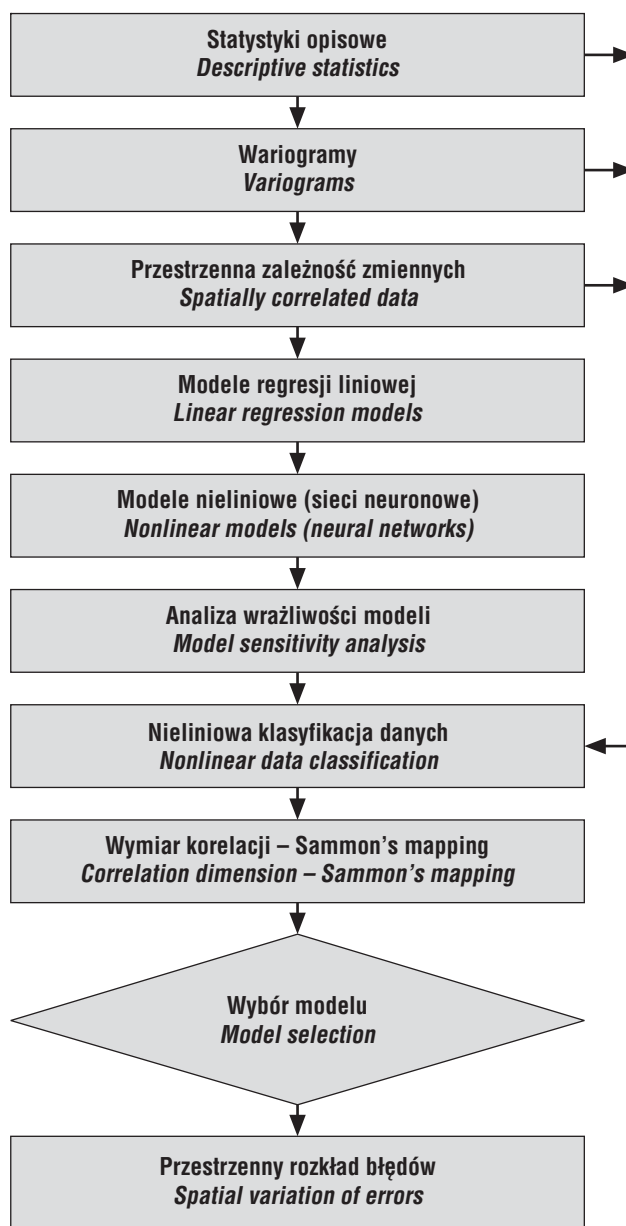 Statystyki opisowe
Descriptive statistics
Wariogramy
Variograms
Przestrzenna zależność zmiennych
Spatially correlated data
Modele regresji liniowej
Linear regression models
Modele nieliniowe (sieci neuronowe)
Nonlinear models (neural networks)
Analiza wrażliwości modeli
Model sensitivity analysis
Nieliniowa klasyfikacja danych
Nonlinear data classification
Wymiar korelacji – Sammon's mapping
Correlation dimension – Sammon's mapping
Wybór modelu
Model selection
Przestrzenny rozkład błędów
Spatial variation of errors